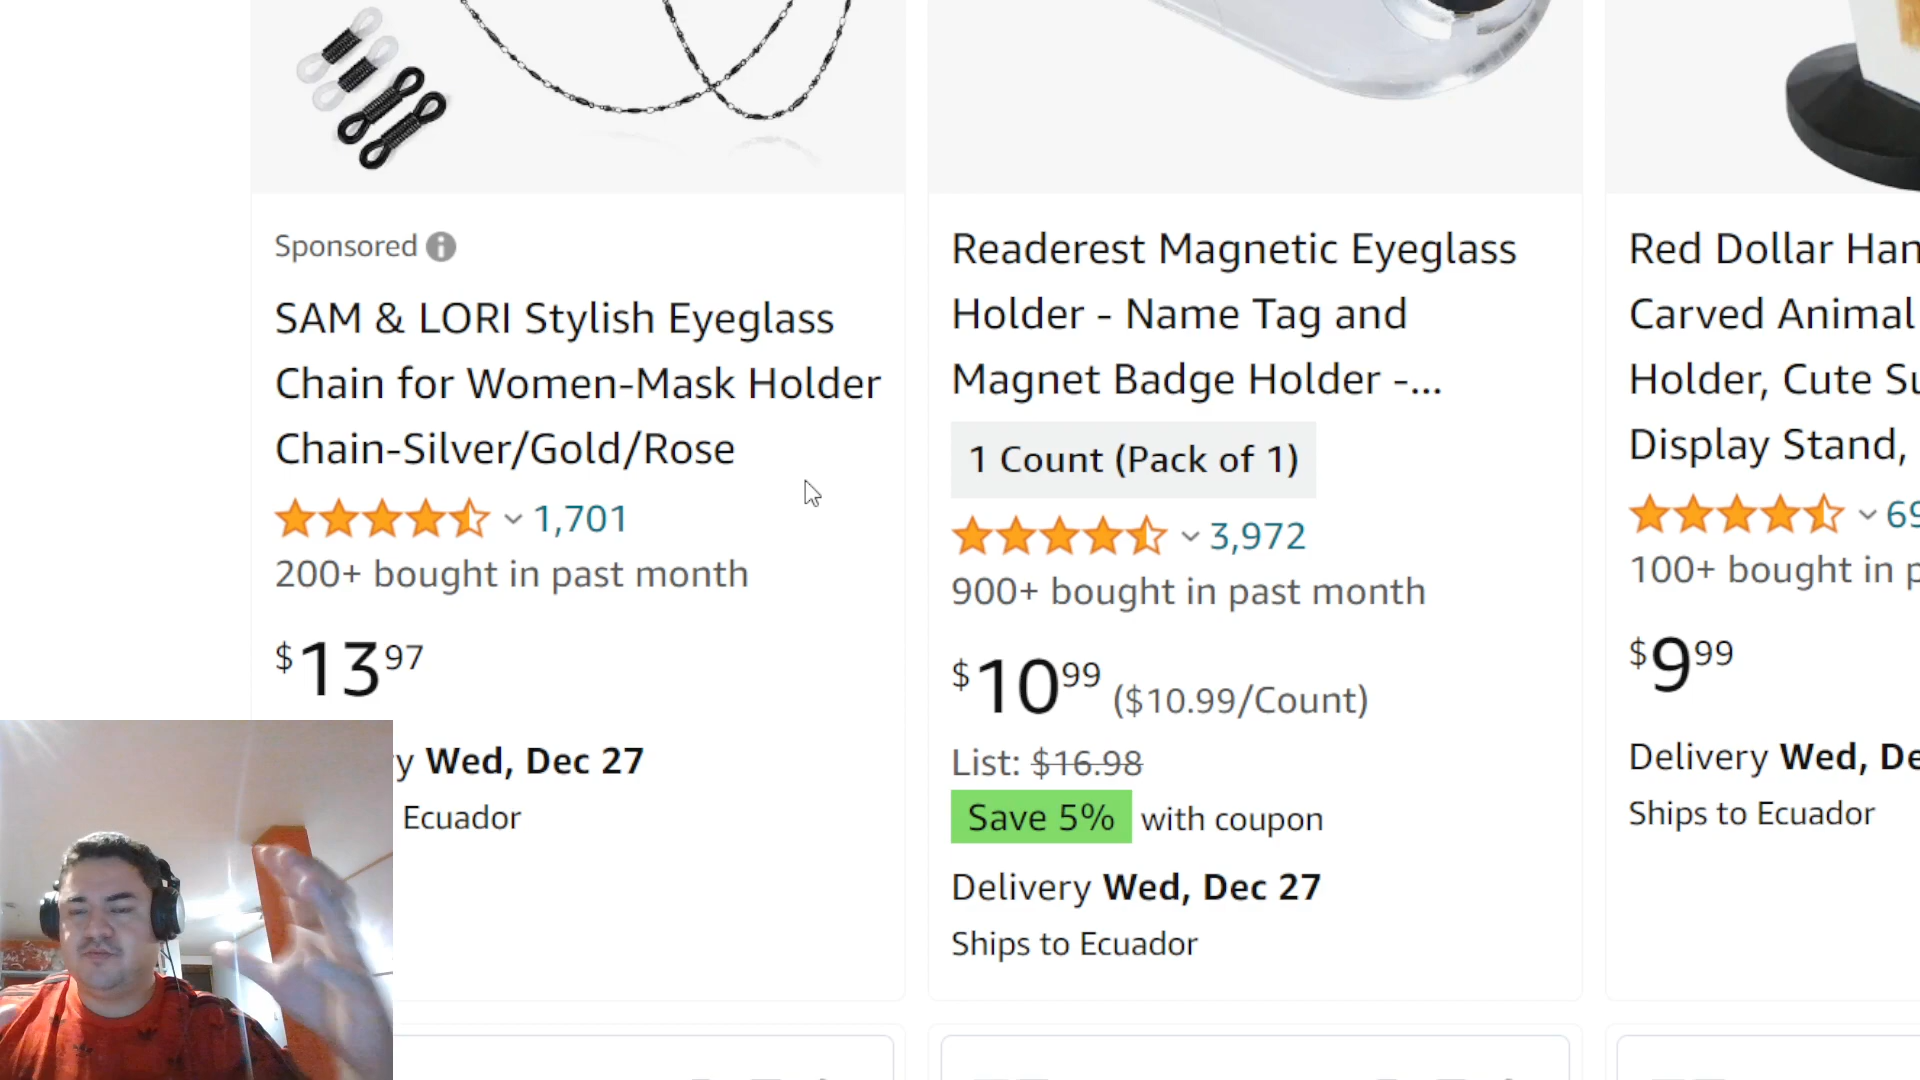 Sponsored
SAM & LORI Stylish Eyeglass
Chain for Women-Mask Holder
Chain-Silver/Gold/Rose
1,701
200+ bought in past month
$13.97
y Wed, Dec 27
Ecuador
Readerest Magnetic Eyeglass
Holder - Name Tag and
Magnet Badge Holder -...
1 Count (Pack of 1)
3,972
900+ bought in past month
$10.99 ($10.99/Count)
List: $16.98
Save 5% with coupon
Delivery Wed, Dec 27
Ships to Ecuador
Red Dollar Han
Carved Animal
Holder, Cute Su
Display Stand,
69
100+ bought in p
$9.99
Delivery Wed, De
Ships to Ecuador